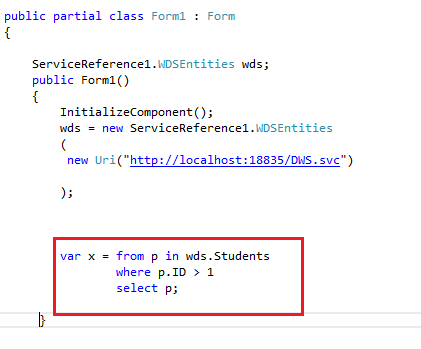 public partial class Form1 : Form
{
ServiceReference1.WDSEntities wds;
public Form1()
{
InitializeComponent();
wds = new ServiceReference1.WDSEntities
(
new Uri("http://localhost:18835/DWS.svc")
);
var x = from p in wds.Students
where p.ID > 1
select p;
}